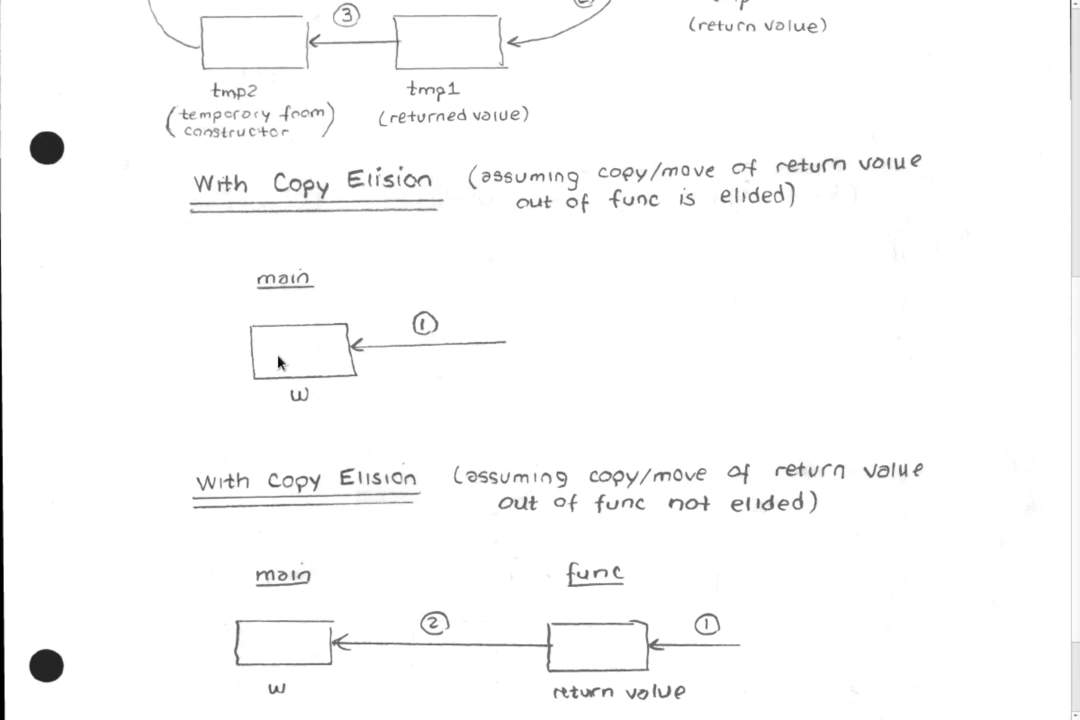 ③
(return value)
tmp2
tmp1
(temporary from
constructor)
(returned value)
With Copy Elision (assuming copy/move of return value
out of func is elided)
main
①
w
With Copy Elision (assuming copy/move of return value
out of func not elided)
main
func
②
①
w
return value